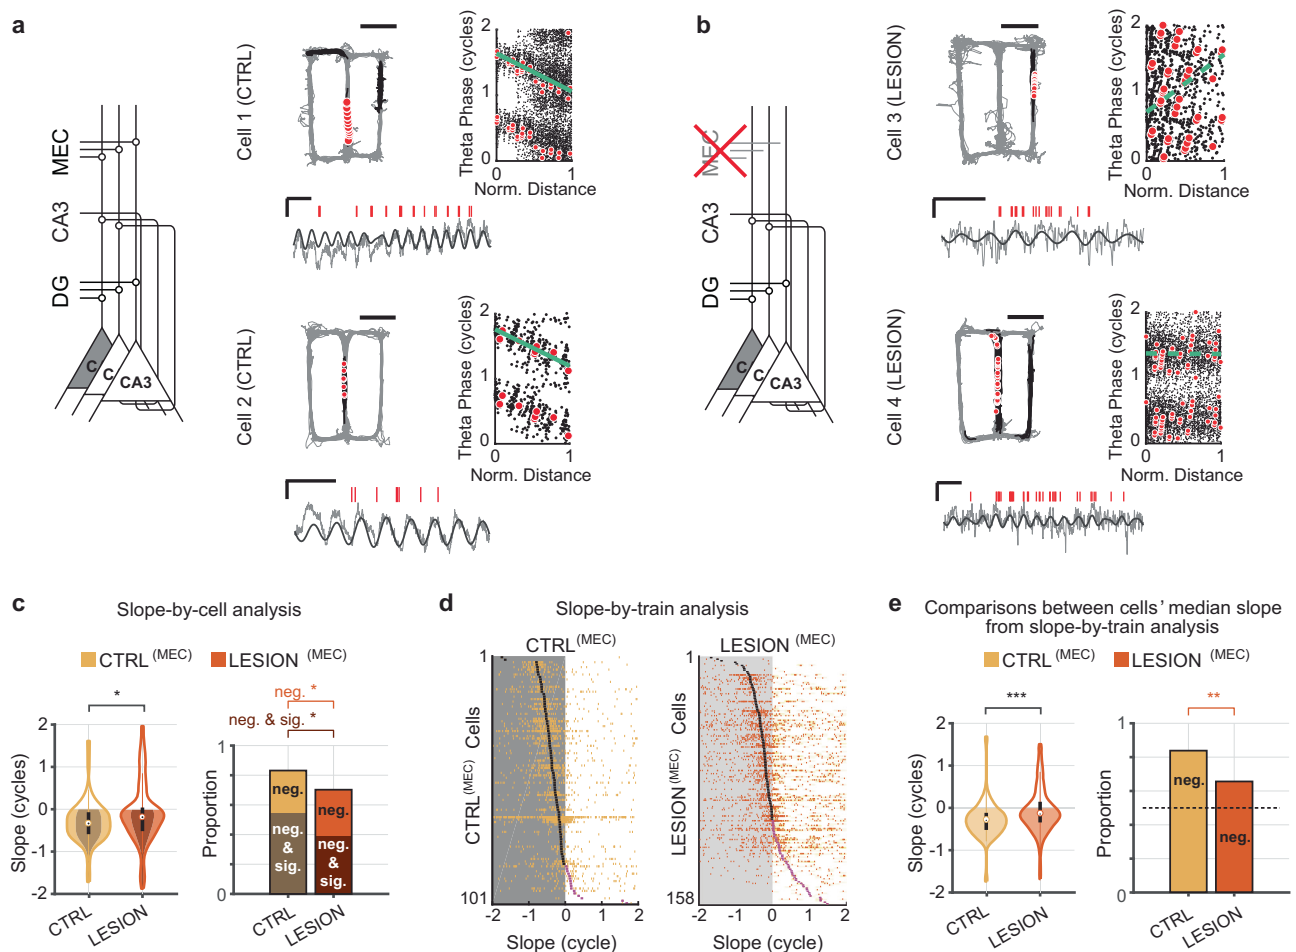 a
MEC
CA3
DG
C
C
CA3
Cell 1 (CTRL)
Theta Phase (cycles)
2
1
0
0
1
Norm. Distance
Cell 2 (CTRL)
Theta Phase (cycles)
2
1
0
0
1
Norm. Distance
b
MEC
CA3
DG
C
C
CA3
Cell 3 (LESION)
Theta Phase (cycles)
2
1
0
0
1
Norm. Distance
Cell 4 (LESION)
Theta Phase (cycles)
2
1
0
0
1
Norm. Distance
c
Slope-by-cell analysis
CTRL (MEC)
LESION (MEC)
*
Slope (cycles)
2
1
0
-1
-2
CTRL
LESION
neg. *
neg. & sig. *
Proportion
1
0
neg.
neg.
&
sig.
neg.
neg.
&
sig.
CTRL
LESION
d
Slope-by-train analysis
CTRL (MEC)
1
CTRL (MEC) Cells
101
-2
-1
0
1
2
Slope (cycle)
LESION (MEC)
1
LESION (MEC) Cells
158
-2
-1
0
1
2
Slope (cycle)
e
Comparisons between cells' median slope
from slope-by-train analysis
CTRL (MEC)
LESION (MEC)
***
Slope (cycles)
2
1
0
-1
-2
CTRL
LESION
**
Proportion
1
0
neg.
neg.
CTRL
LESION